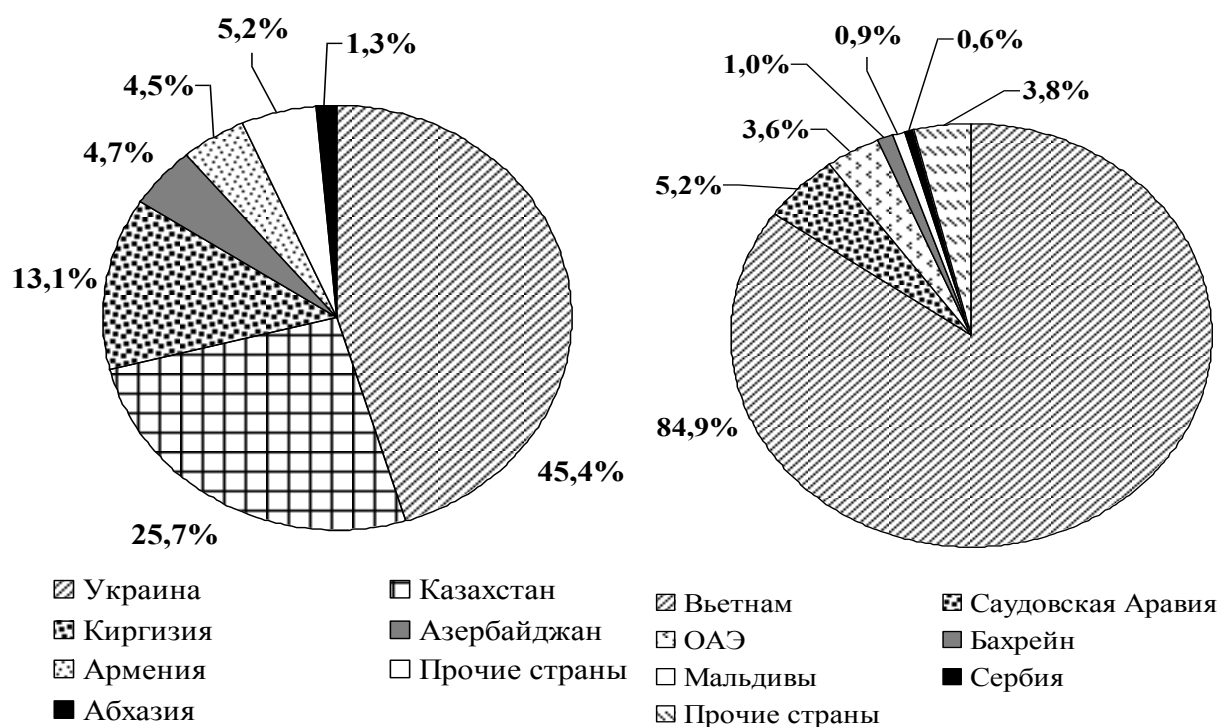 5,2%
1,3%
4,5%
4,7%
13,1%
25,7%
45,4%
Украина
Казахстан
Киргизия
Азербайджан
Армения
Прочие страны
Абхазия
0,9%
0,6%
1,0%
3,8%
3,6%
5,2%
84,9%
Вьетнам
Саудовская Аравия
ОАЭ
Бахрейн
Мальдивы
Сербия
Прочие страны